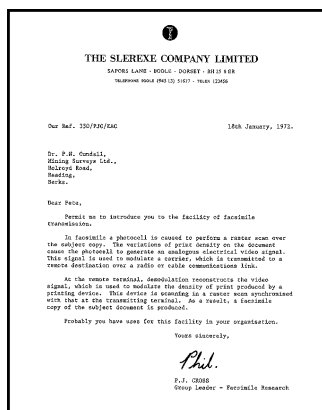 THE SLEREXE COMPANY LIMITED
SAPORS LANE - BOOLE - DORSET - BH 25 8 ER
TELEPHONE BOOLE (945 13) 51617 - TELEX 123456
Our Ref. 350/PJC/EAC
18th January, 1972.
Dr. P.N. Cundall,
Mining Surveys Ltd.,
Holroyd Road,
Reading,
Berks.
Dear Pete,
Permit me to introduce you to the facility of facsimile
transmission.
In facsimile a photocell is caused to perform a raster scan over
the subject copy. The variations of print density on the document
cause the photocell to generate an analogous electrical video signal.
This signal is used to modulate a carrier, which is transmitted to a
remote destination over a radio or cable communications link.
At the remote terminal, demodulation reconstructs the video
signal, which is used to modulate the density of print produced by a
printing device. This device is scanning in a raster scan synchronised
with that at the transmitting terminal. As a result, a facsimile
copy of the subject document is produced.
Probably you have uses for this facility in your organisation.
Yours sincerely,
Phil.
P.J. CROSS
Group Leader - Facsimile Research